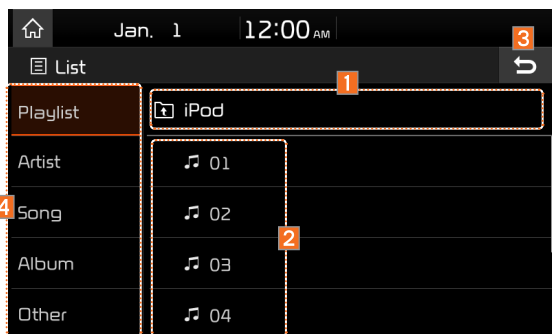 Jan. 1 12:00 AM
3
List
1
Playlist
iPod
Artist
01
4
Song
02
2
Album
03
Other
04